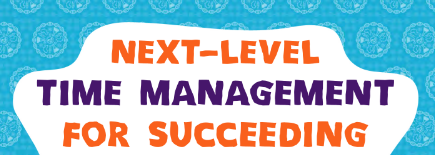 NEXT-LEVEL
TIME MANAGEMENT
FOR SUCCEEDING